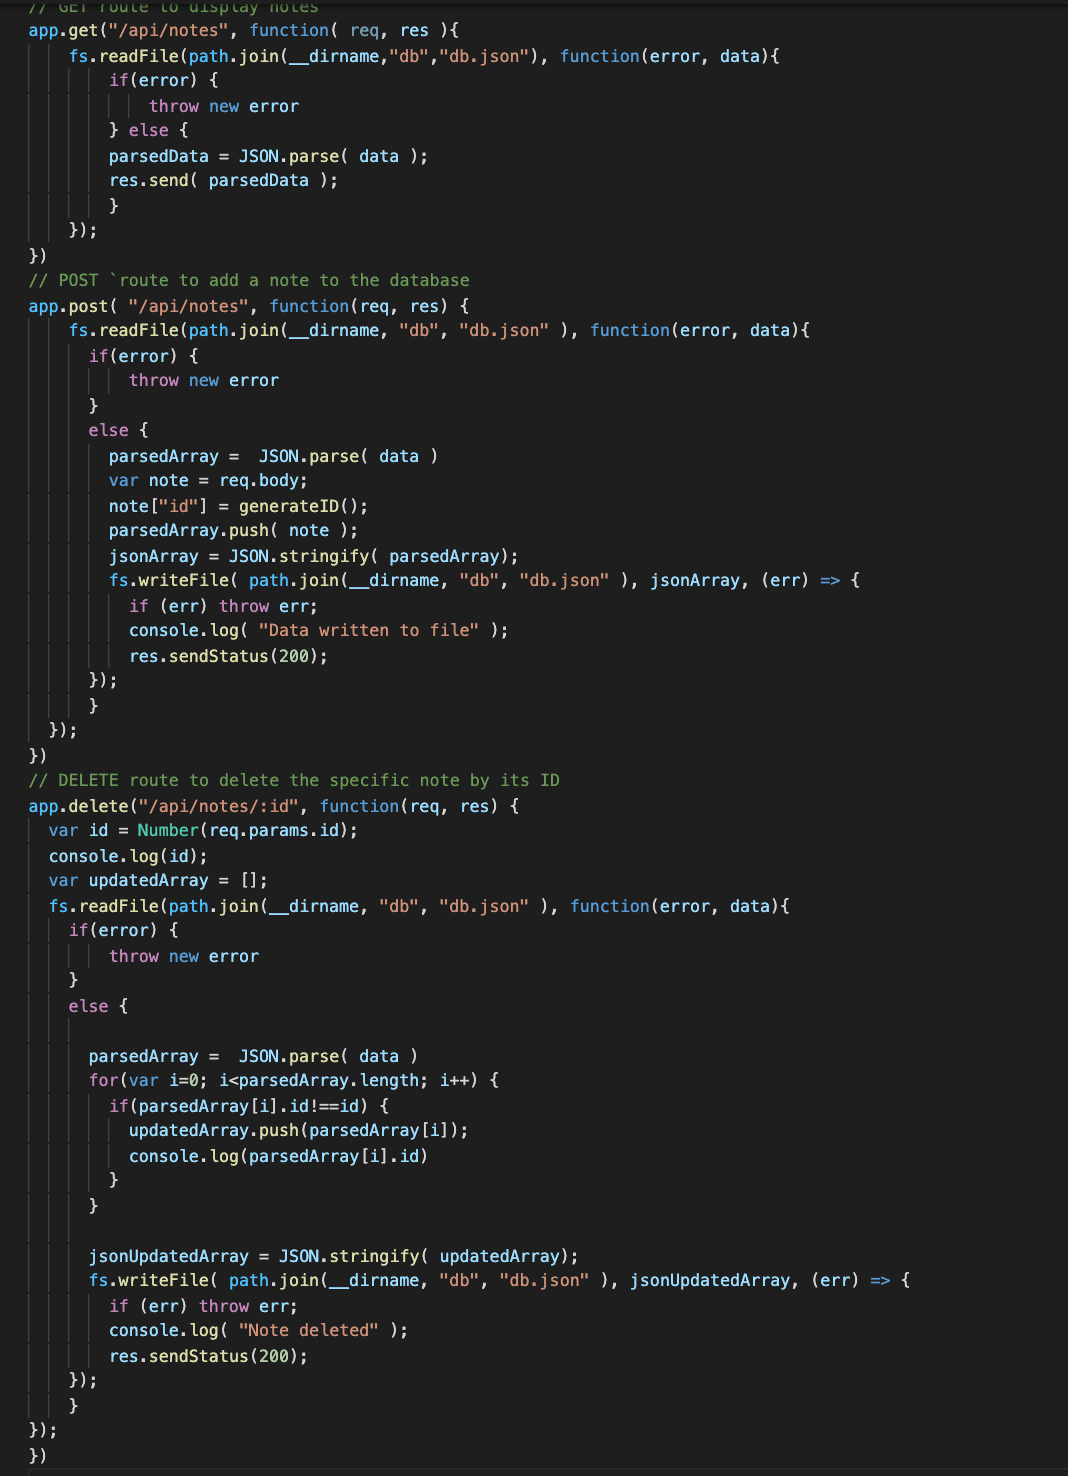 // GET route to display notes
app.get("/api/notes", function( req, res ){
    fs.readFile(path.join(__dirname,"db","db.json"), function(error, data){
        if(error) {
            throw new error
        } else {
        parsedData = JSON.parse( data );
        res.send( parsedData );
        }
    });
})
// POST `route to add a note to the database
app.post( "/api/notes", function(req, res) {
    fs.readFile(path.join(__dirname, "db", "db.json" ), function(error, data){
      if(error) {
          throw new error
      }
      else {
        parsedArray =  JSON.parse( data )
        var note = req.body;
        note["id"] = generateID();
        parsedArray.push( note );
        jsonArray = JSON.stringify( parsedArray);
        fs.writeFile( path.join(__dirname, "db", "db.json" ), jsonArray, (err) => {
          if (err) throw err;
          console.log( "Data written to file" );
          res.sendStatus(200);
      });
      }
  });
})
// DELETE route to delete the specific note by its ID
app.delete("/api/notes/:id", function(req, res) {
  var id = Number(req.params.id);
  console.log(id);
  var updatedArray = [];
  fs.readFile(path.join(__dirname, "db", "db.json" ), function(error, data){
    if(error) {
        throw new error
    }
    else {

      parsedArray =  JSON.parse( data )
      for(var i=0; i<parsedArray.length; i++) {
        if(parsedArray[i].id!==id) {
          updatedArray.push(parsedArray[i]);
          console.log(parsedArray[i].id)
        }
      }

      jsonUpdatedArray = JSON.stringify( updatedArray);
      fs.writeFile( path.join(__dirname, "db", "db.json" ), jsonUpdatedArray, (err) => {
        if (err) throw err;
        console.log( "Note deleted" );
        res.sendStatus(200);
    });
    }
});
})